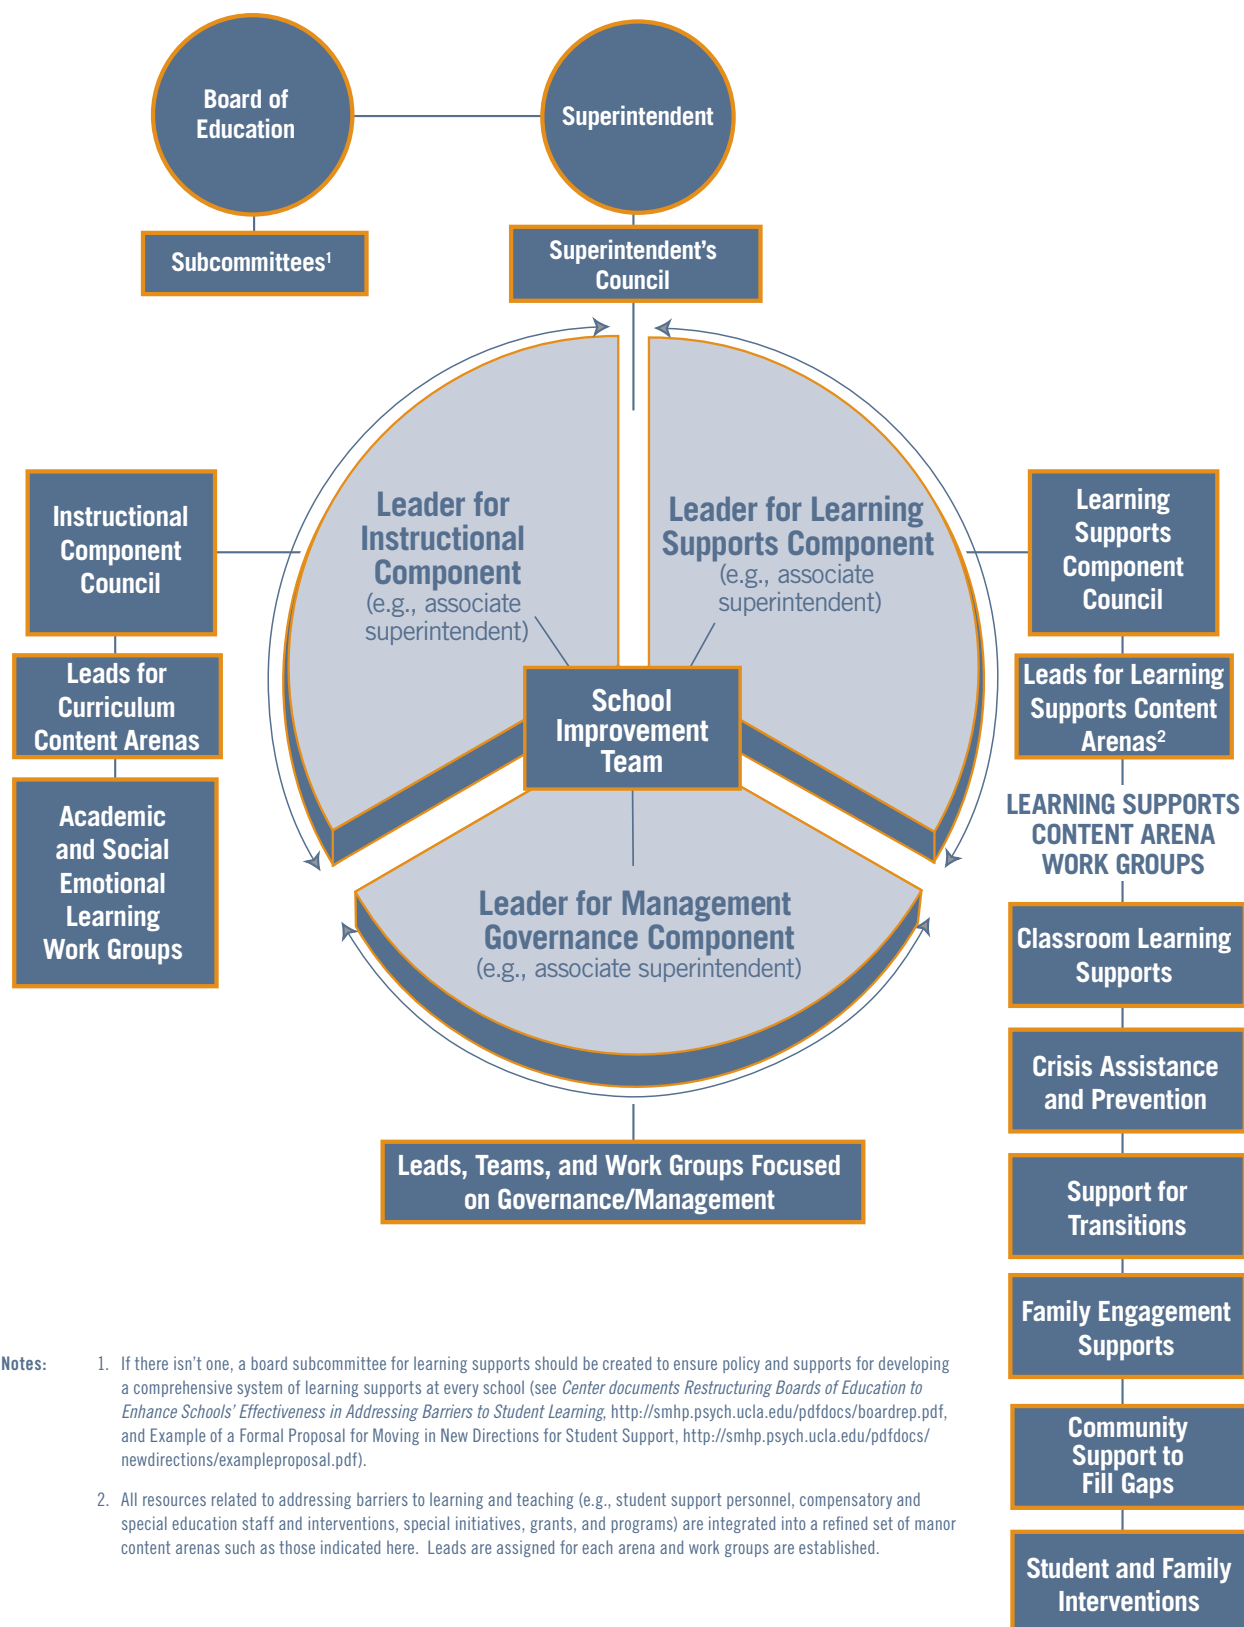 Board of
Education
Superintendent
Subcommittees1
Superintendent's
Council
Leader for
Instructional
Component
(e.g., associate
superintendent)
Leader for Learning
Supports Component
(e.g., associate
superintendent)
School
Improvement
Team
Leader for Management
Governance Component
(e.g., associate superintendent)
Instructional
Component
Council
Leads for
Curriculum
Content Arenas
Academic
and Social
Emotional
Learning
Work Groups
Learning
Supports
Component
Council
Leads for Learning
Supports Content
Arenas2
LEARNING SUPPORTS
CONTENT ARENA
WORK GROUPS
Classroom Learning
Supports
Crisis Assistance
and Prevention
Support for
Transitions
Family Engagement
Supports
Community
Support to
Fill Gaps
Student and Family
Interventions
Leads, Teams, and Work Groups Focused
on Governance/Management
Notes: 1. If there isn't one, a board subcommittee for learning supports should be created to ensure policy and supports for developing
a comprehensive system of learning supports at every school (see Center documents Restructuring Boards of Education to
Enhance Schools' Effectiveness in Addressing Barriers to Student Learning, http://smhp.psych.ucla.edu/pdfdocs/boardrep.pdf,
and Example of a Formal Proposal for Moving in New Directions for Student Support, http://smhp.psych.ucla.edu/pdfdocs/
newdirections/exampleproposal.pdf).
2. All resources related to addressing barriers to learning and teaching (e.g., student support personnel, compensatory and
special education staff and interventions, special initiatives, grants, and programs) are integrated into a refined set of manor
content arenas such as those indicated here. Leads are assigned for each arena and work groups are established.